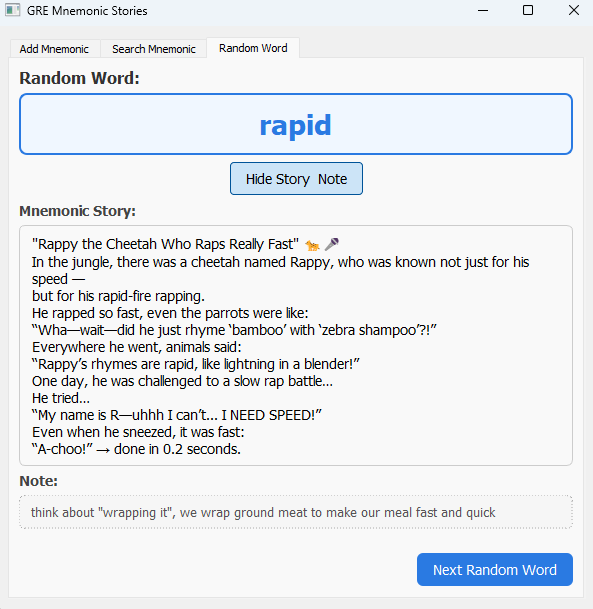 GRE Mnemonic Stories
Add Mnemonic Search Mnemonic Random Word
Random Word:
rapid
Hide Story Note
Mnemonic Story:
"Rappy the Cheetah Who Raps Really Fast" 🐆 🎤
In the jungle, there was a cheetah named Rappy, who was known not just for his
speed —
but for his rapid-fire rapping.
He rapped so fast, even the parrots were like:
“Wha—wait—did he just rhyme ‘bamboo’ with ‘zebra shampoo’?!”
Everywhere he went, animals said:
“Rappy’s rhymes are rapid, like lightning in a blender!”
One day, he was challenged to a slow rap battle...
He tried...
“My name is R—uhhh I can’t... I NEED SPEED!”
Even when he sneezed, it was fast:
“A-choo!” → done in 0.2 seconds.
Note:
think about "wrapping it", we wrap ground meat to make our meal fast and quick
Next Random Word